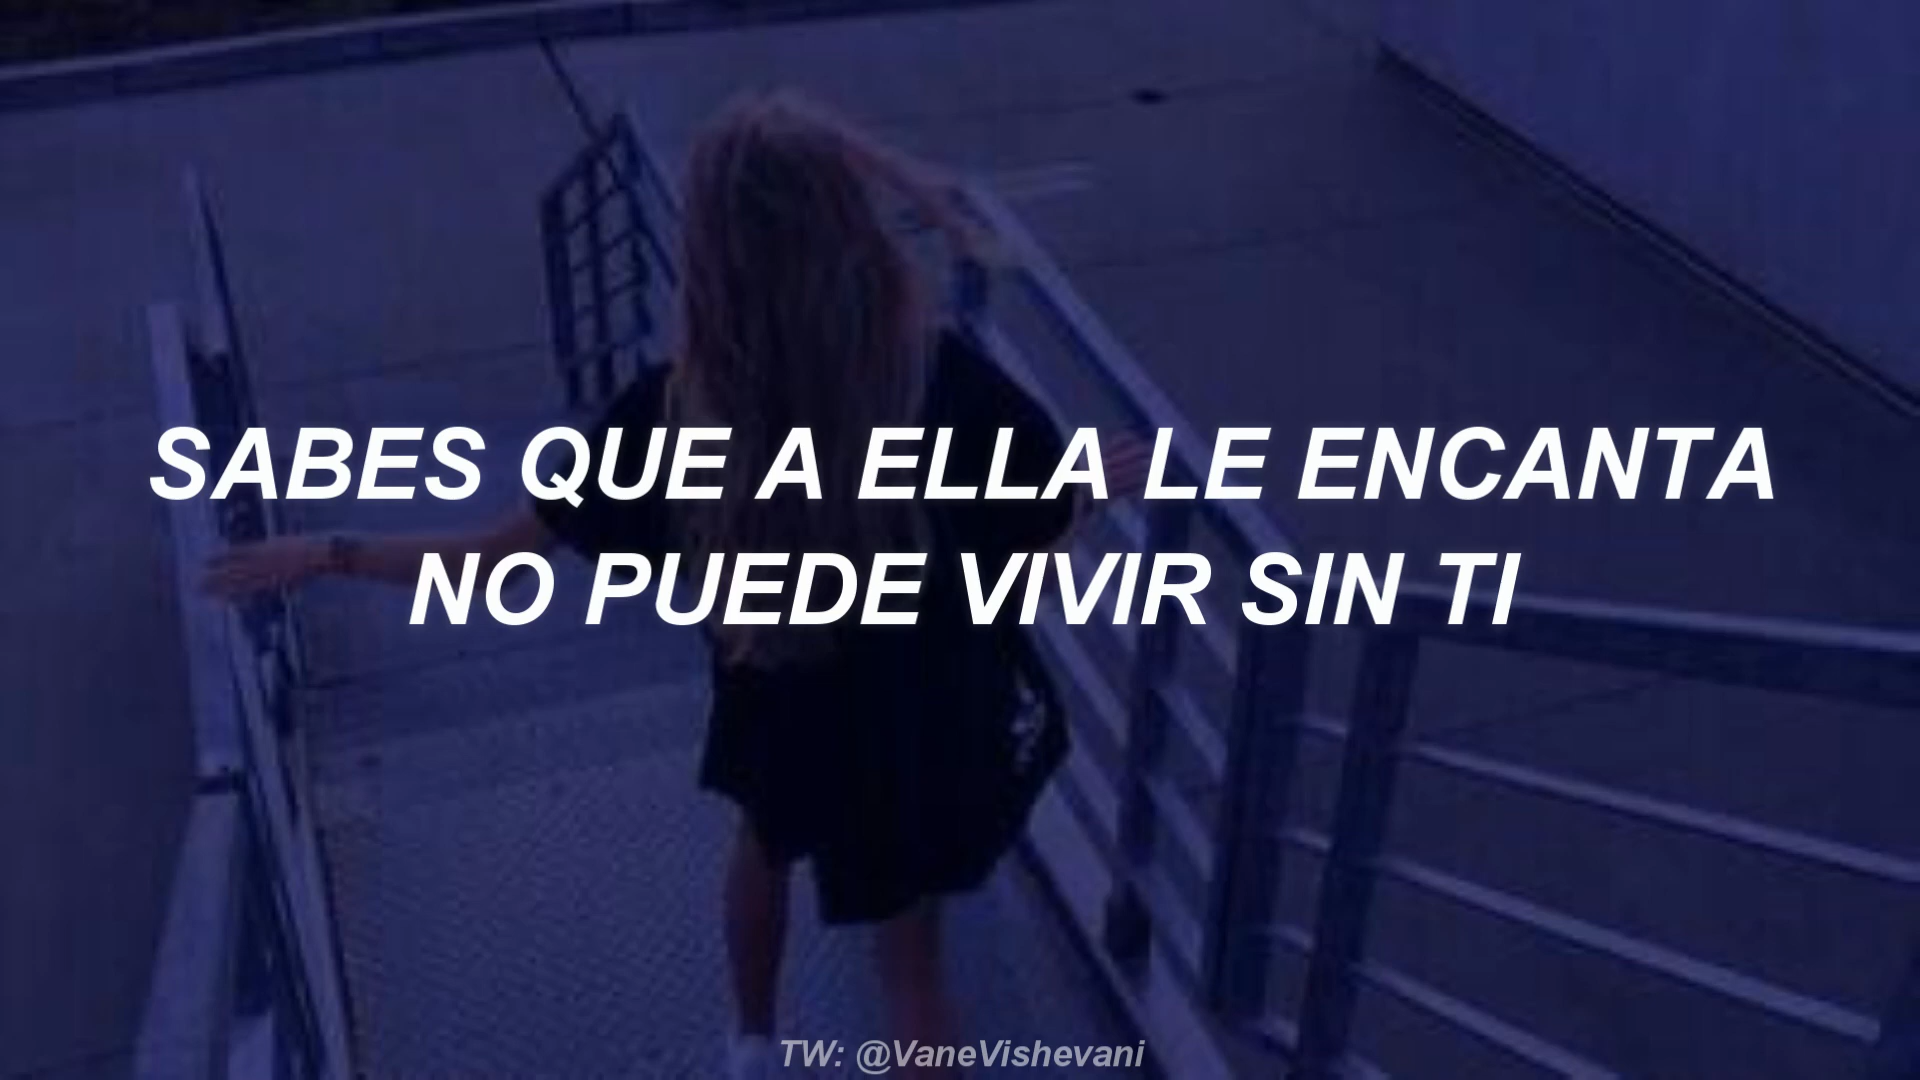 SABES QUE A ELLA LE ENCANTA
NO PUEDE VIVIR SIN TI
TW: @VaneVishevani